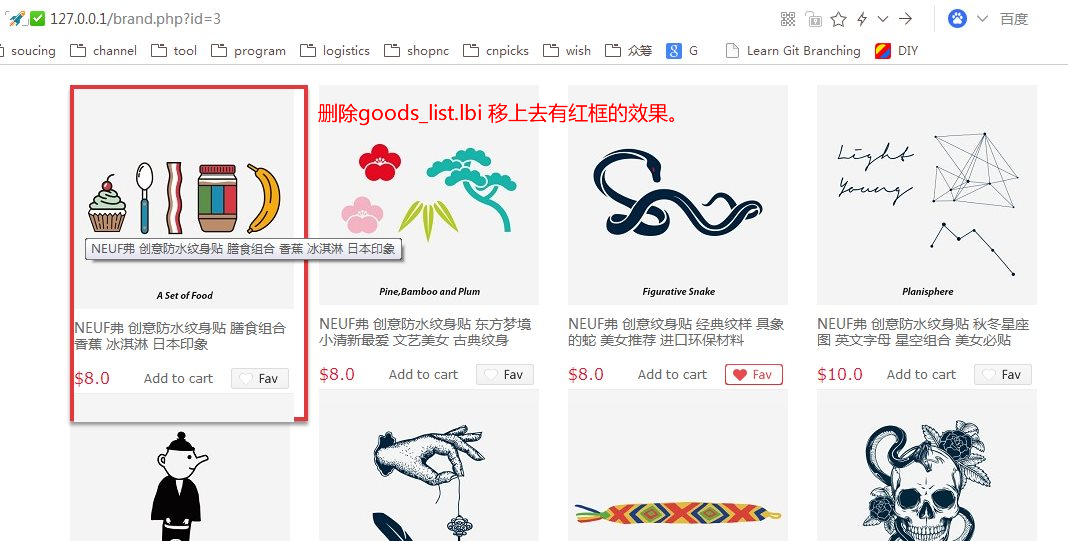 127.0.0.1/brand.php?id=3
百度
soucing channel tool program logistics shopnc cnpicks wish 众筹 G Learn Git Branching DIY
删除goods_list.lbi 移上去有红框的效果。
Light
Young
NEUF弗 创意防水纹身贴 膳食组合 香蕉 冰淇淋 日本印象
A Set of Food
Pine,Bamboo and Plum
Figurative Snake
Planisphere
NEUF弗 创意防水纹身贴 膳食组合
香蕉 冰淇淋 日本印象
NEUF弗 创意防水纹身贴 东方梦境
小清新最爱 文艺美女 古典纹身
NEUF弗 创意纹身贴 经典纹样 具象
的蛇 美女推荐 进口环保材料
NEUF弗 创意防水纹身贴 秋冬星座
图 英文字母 星空组合 美女必贴
$8.0 Add to cart Fav
$8.0 Add to cart Fav
$8.0 Add to cart Fav
$10.0 Add to cart Fav